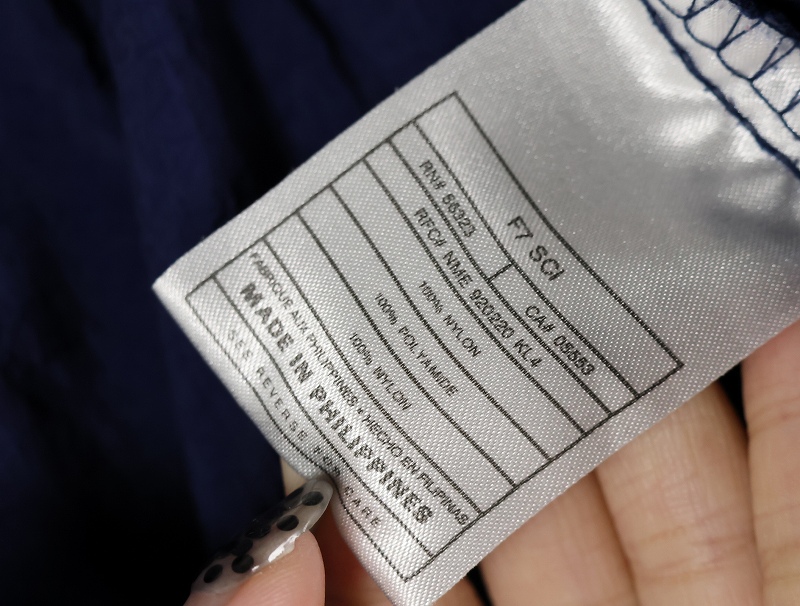 F7 SCI
RN# 56323 CA# 05553
RFC# NME 920220 KL4
100% NYLON
100% POLYAMIDE
100% NYLON
FABRIQUE AUX PHILIPPINES • HECHO EN FILIPINAS
MADE IN PHILIPPINES
SEE REVERSE FOR CARE